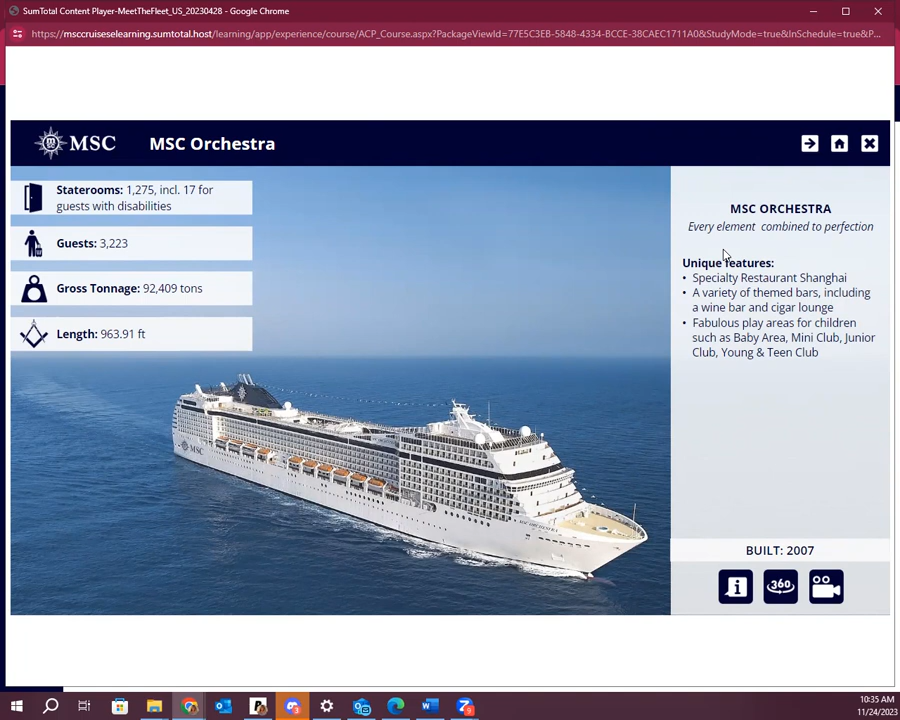 SumTotal Content Player-MeetTheFleet_US_20230428 - Google Chrome
https://msccruiseselearning.sumtotal.host/learning/app/experience/course/ACP_Course.aspx?PackageViewId=77E5C3EB-5848-4334-BCCE-38CAEC1711A0&StudyMode=true&InSchedule=true&P...
MSC
MSC Orchestra
Staterooms: 1,275, incl. 17 for
guests with disabilities
Guests: 3,223
Gross Tonnage: 92,409 tons
Length: 963.91 ft
MSC
MSC ORCHESTRA
MSC ORCHESTRA
Every element combined to perfection
Unique features:
• Specialty Restaurant Shanghai
• A variety of themed bars, including
a wine bar and cigar lounge
• Fabulous play areas for children
such as Baby Area, Mini Club, Junior
Club, Young & Teen Club
BUILT: 2007
360
10:35 AM
11/24/2023